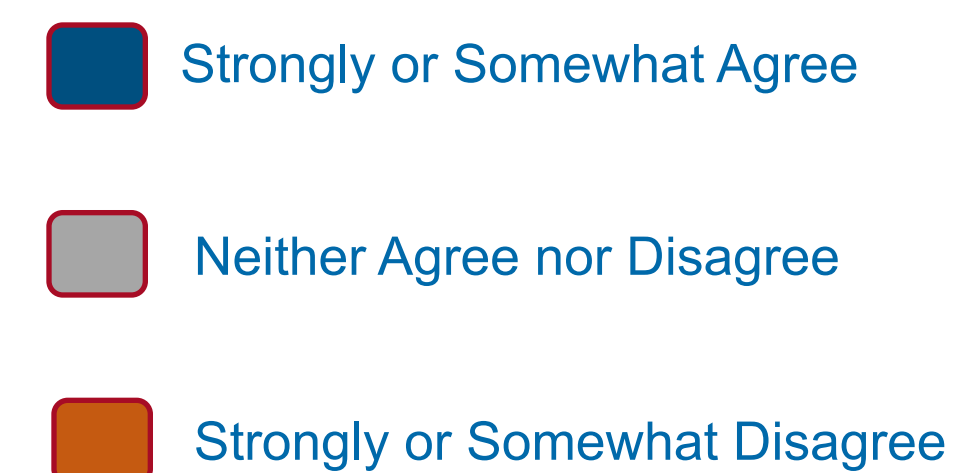 Strongly or Somewhat Agree
Neither Agree nor Disagree
Strongly or Somewhat Disagree